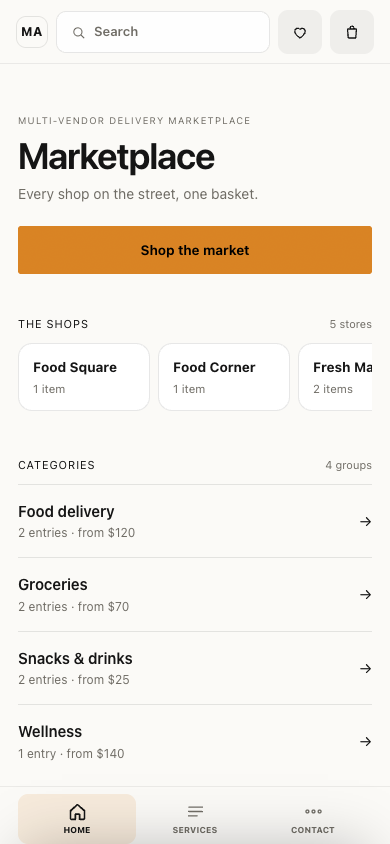 MA
Search
MULTI-VENDOR DELIVERY MARKETPLACE
Marketplace
Every shop on the street, one basket.
Shop the market
THE SHOPS
5 stores
Food Square
1 item
Food Corner
1 item
Fresh Ma
2 items
CATEGORIES
4 groups
Food delivery
2 entries · from $120
Groceries
2 entries · from $70
Snacks & drinks
2 entries · from $25
Wellness
1 entry · from $140
HOME
SERVICES
CONTACT